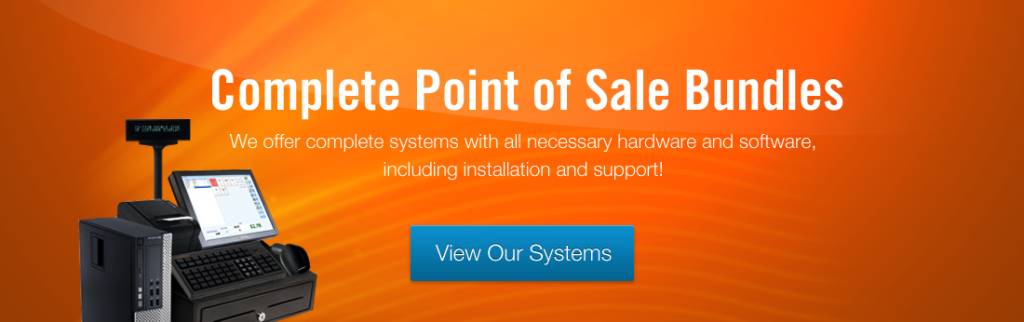 Complete Point of Sale Bundles
We offer complete systems with all necessary hardware and software,
including installation and support!
View Our Systems